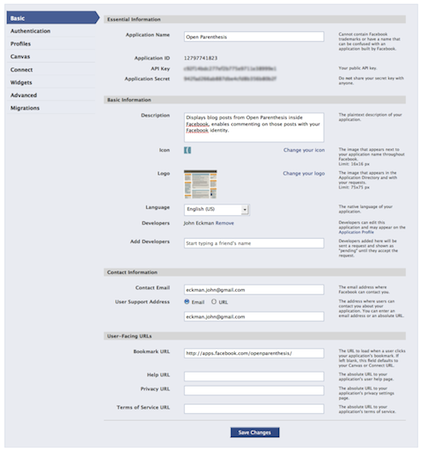 Basic
Authentication
Profiles
Canvas
Connect
Widgets
Advanced
Migrations
Essential Information
Application Name
Open Parenthesis
Cannot contain Facebook
trademarks or have a name that
can be confused with an
application built by Facebook.
Application ID
12797741823
API Key
Your public API key.
Application Secret
Do not share your secret key with
anyone.
Basic Information
Description
Displays blog posts from Open Parenthesis inside
Facebook, enables commenting on those posts with your
Facebook identity.
The plaintext description of your
application.
Icon
Change your icon
The image that appears next to
your application name throughout
Facebook.
Limit: 16x16 px
Logo
Change your logo
The image that appears in the
Application Directory and with
your requests.
Limit: 75x75 px
Language
English (US)
The native language of your
application.
Developers
John Eckman Remove
Developers can edit this
application and may appear on the
Application Profile
Add Developers
Start typing a friend's name
Developers added here will be
sent a request and shown as
"pending" until they accept the
request.
Contact Information
Contact Email
eckman.john@gmail.com
The email address where
Facebook can contact you.
User Support Address
Email
URL
eckman.john@gmail.com
The address where users can
contact you about your
application. You can enter an
email address or an absolute URL.
User-Facing URLs
Bookmark URL
http://apps.facebook.com/openparenthesis/
The URL to load when a user clicks
your application's bookmark. If
left blank, this field defaults to
your Canvas or Connect URL.
Help URL
The absolute URL to your
application's user help page.
Privacy URL
The absolute URL to your
application's privacy settings
page.
Terms of Service URL
The absolute URL to your
application's terms of service.
Save Changes